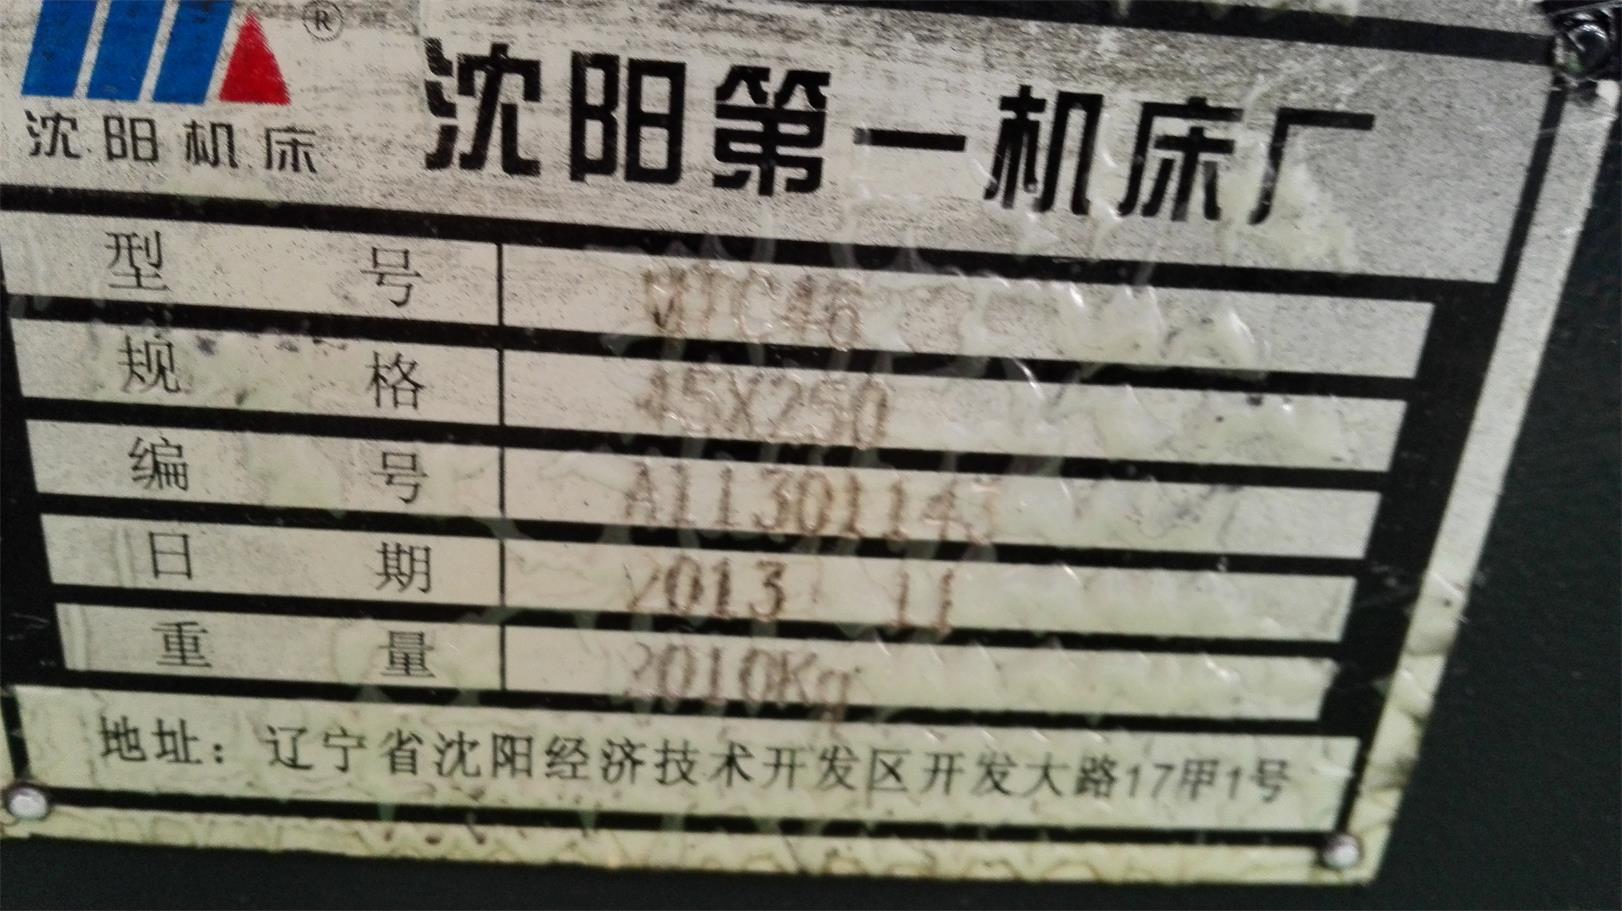 ®
沈阳机床
沈阳第一机床厂
型号
规格 45X250
编号
日期 2013 11
重量 2010Kg
地址：辽宁省沈阳经济技术开发区开发大路17甲1号